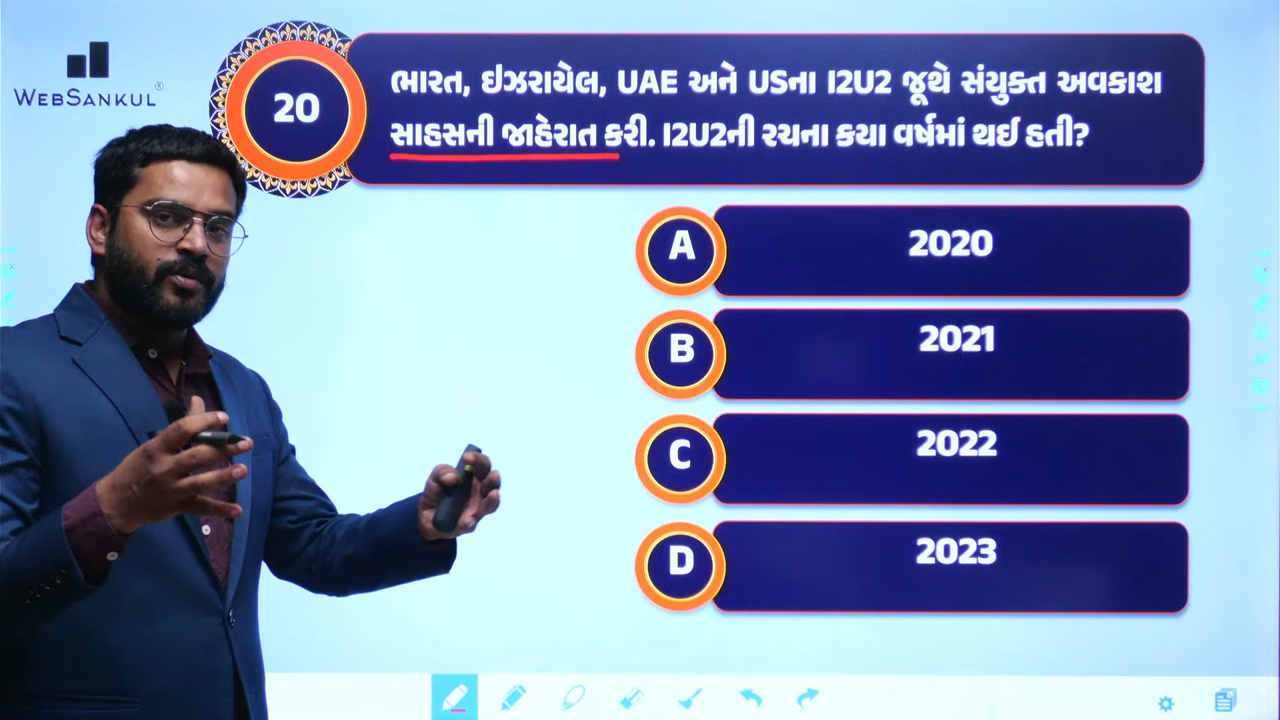 WEBSANKUL®
20
ભારત, ઇઝરાયેલ, UAE અને USના I2U2 જૂથે સંયુક્ત અવકાશ
સાહસની જાહેરાત કરી. I2U2ની રચના કયા વર્ષમાં થઈ હતી?
A 2020
B 2021
C 2022
D 2023